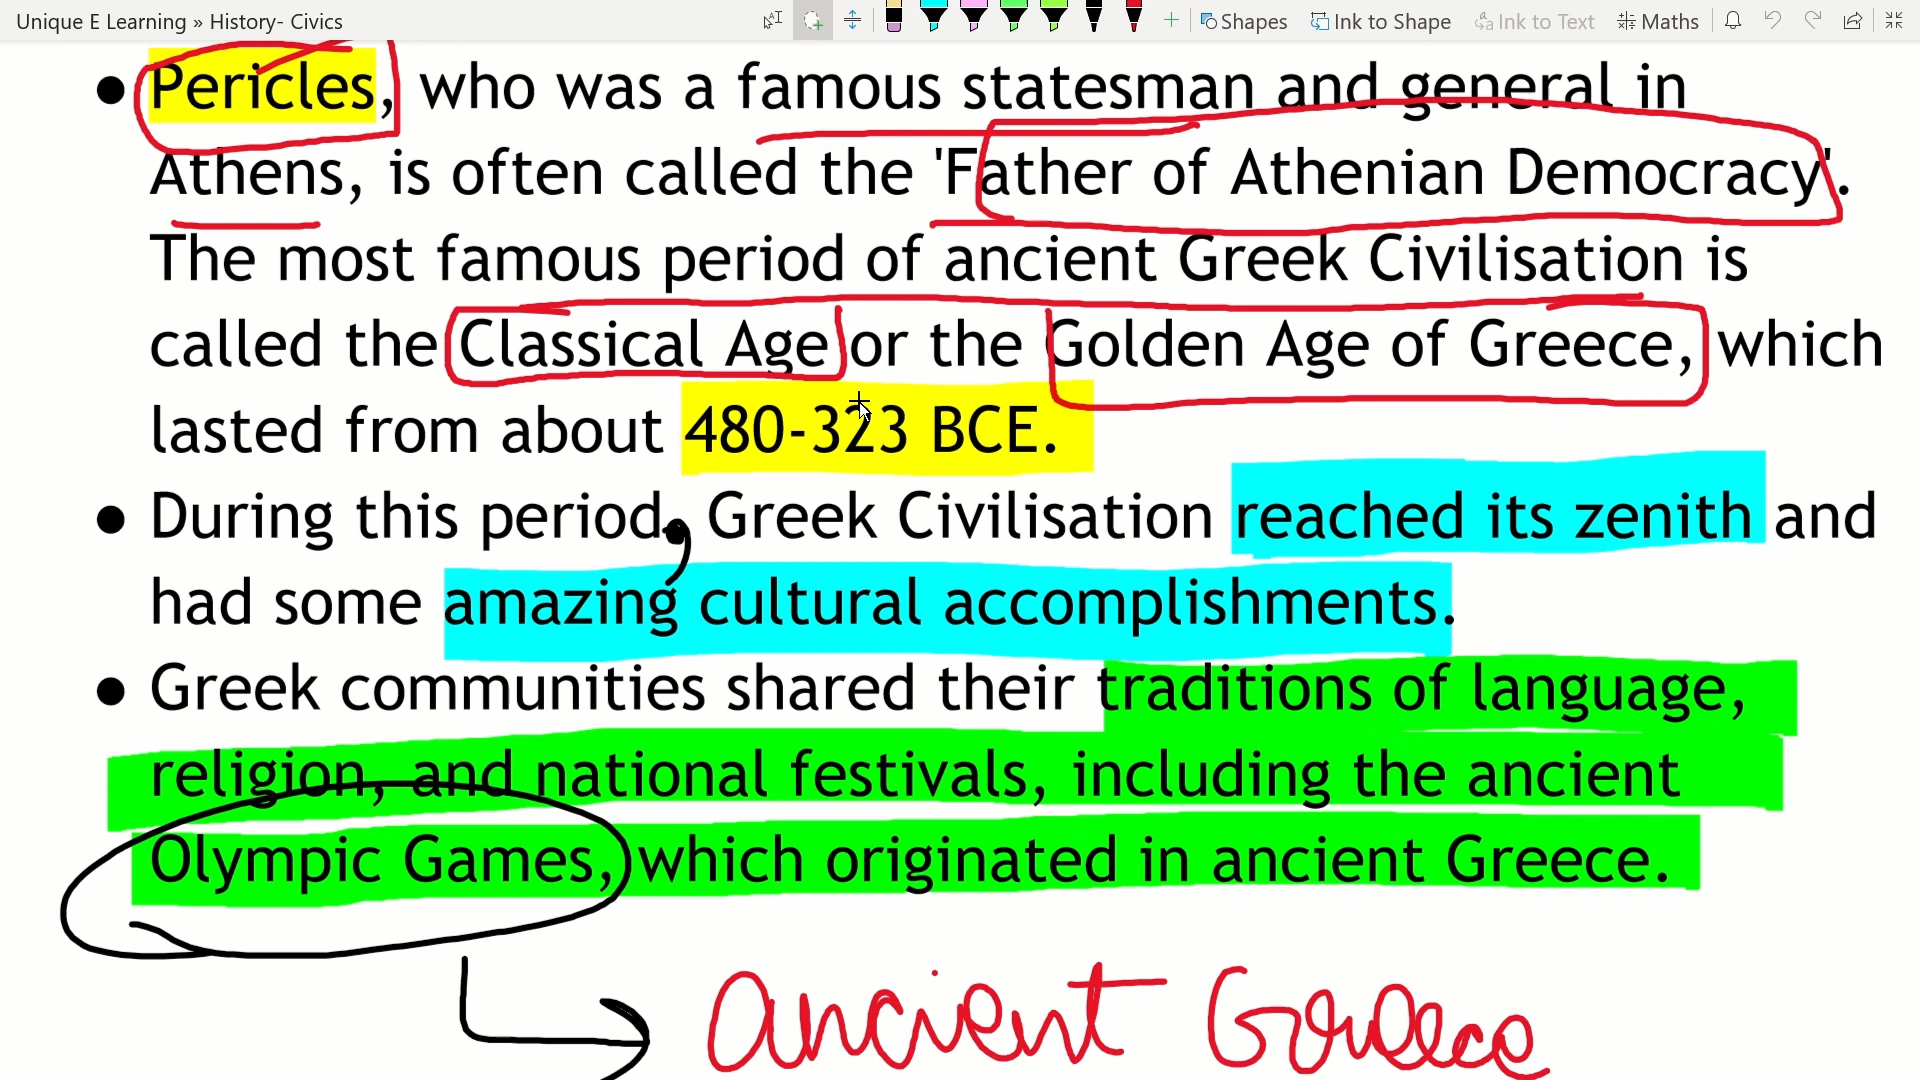 Unique E Learning » History- Civics
Shapes Ink to Shape Ink to Text Maths
● Pericles, who was a famous statesman and general in
Athens, is often called the 'Father of Athenian Democracy'.
The most famous period of ancient Greek Civilisation is
called the Classical Age or the Golden Age of Greece, which
lasted from about 480-323 BCE.
● During this period, Greek Civilisation reached its zenith and
had some amazing cultural accomplishments.
● Greek communities shared their traditions of language,
religion, and national festivals, including the ancient
Olympic Games, which originated in ancient Greece.
ancient Greece